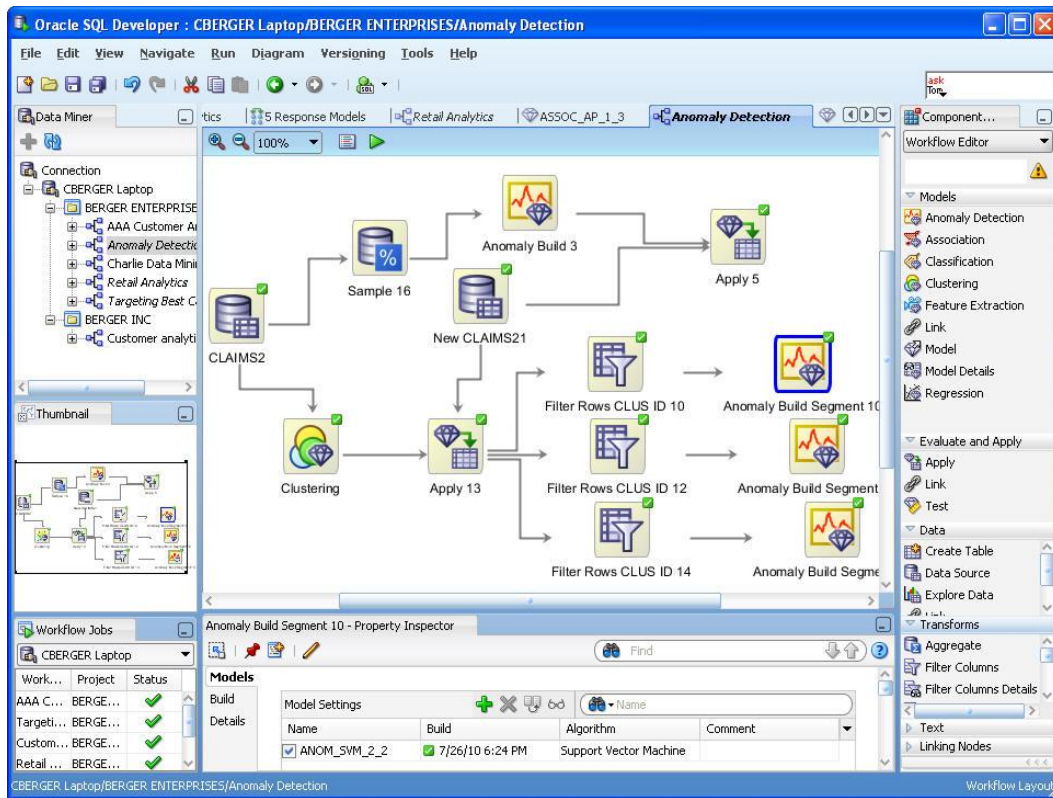 Oracle SQL Developer : CBERGER Laptop/BERGER ENTERPRISES/Anomaly Detection
File Edit View Navigate Run Diagram Versioning Tools Help
ask
Tom
Data Miner
Connection
CBERGER Laptop
BERGER ENTERPRISE
AAA Customer An
Anomaly Detectic
Charlie Data Mini
Retail Analytics
Targeting Best C
BERGER INC
Customer analyti
Thumbnail
Workflow Jobs
CBERGER Laptop
Work... Project Status
AAA C... BERGE...
Targeti... BERGE...
Custom... BERGE...
Retail ... BERGE...
tics 5 Response Models Retail Analytics ASSOC_AP_1_3 Anomaly Detection
100%
Anomaly Build 3
Apply 5
Sample 16
New CLAIMS21
CLAIMS2
Filter Rows CLUS ID 10 Anomaly Build Segment 10
Clustering Apply 13 Filter Rows CLUS ID 12 Anomaly Build Segment
Filter Rows CLUS ID 14 Anomaly Build Segme
Anomaly Build Segment 10 - Property Inspector
Find
Models
Build
Details
Model Settings Name
Name Build Algorithm Comment
ANOM_SVM_2_2 7/26/10 6:24 PM Support Vector Machine
Component...
Workflow Editor
Models
Anomaly Detection
Association
Classification
Clustering
Feature Extraction
Link
Model
Model Details
Regression
Evaluate and Apply
Apply
Link
Test
Data
Create Table
Data Source
Explore Data
Transforms
Aggregate
Filter Columns
Filter Columns Details
Text
Linking Nodes
CBERGER Laptop/BERGER ENTERPRISES/Anomaly Detection
Workflow Layout